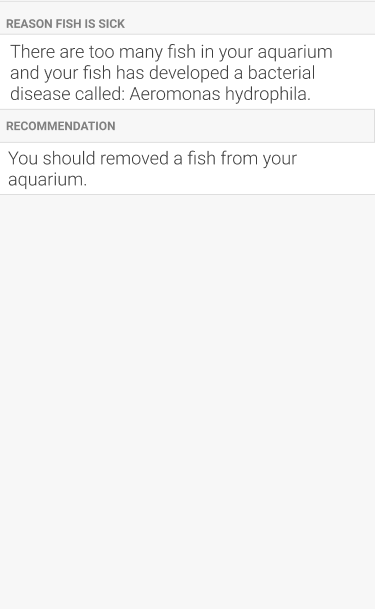 REASON FISH IS SICK
There are too many fish in your aquarium
and your fish has developed a bacterial
disease called: Aeromonas hydrophila.
RECOMMENDATION
You should removed a fish from your
aquarium.